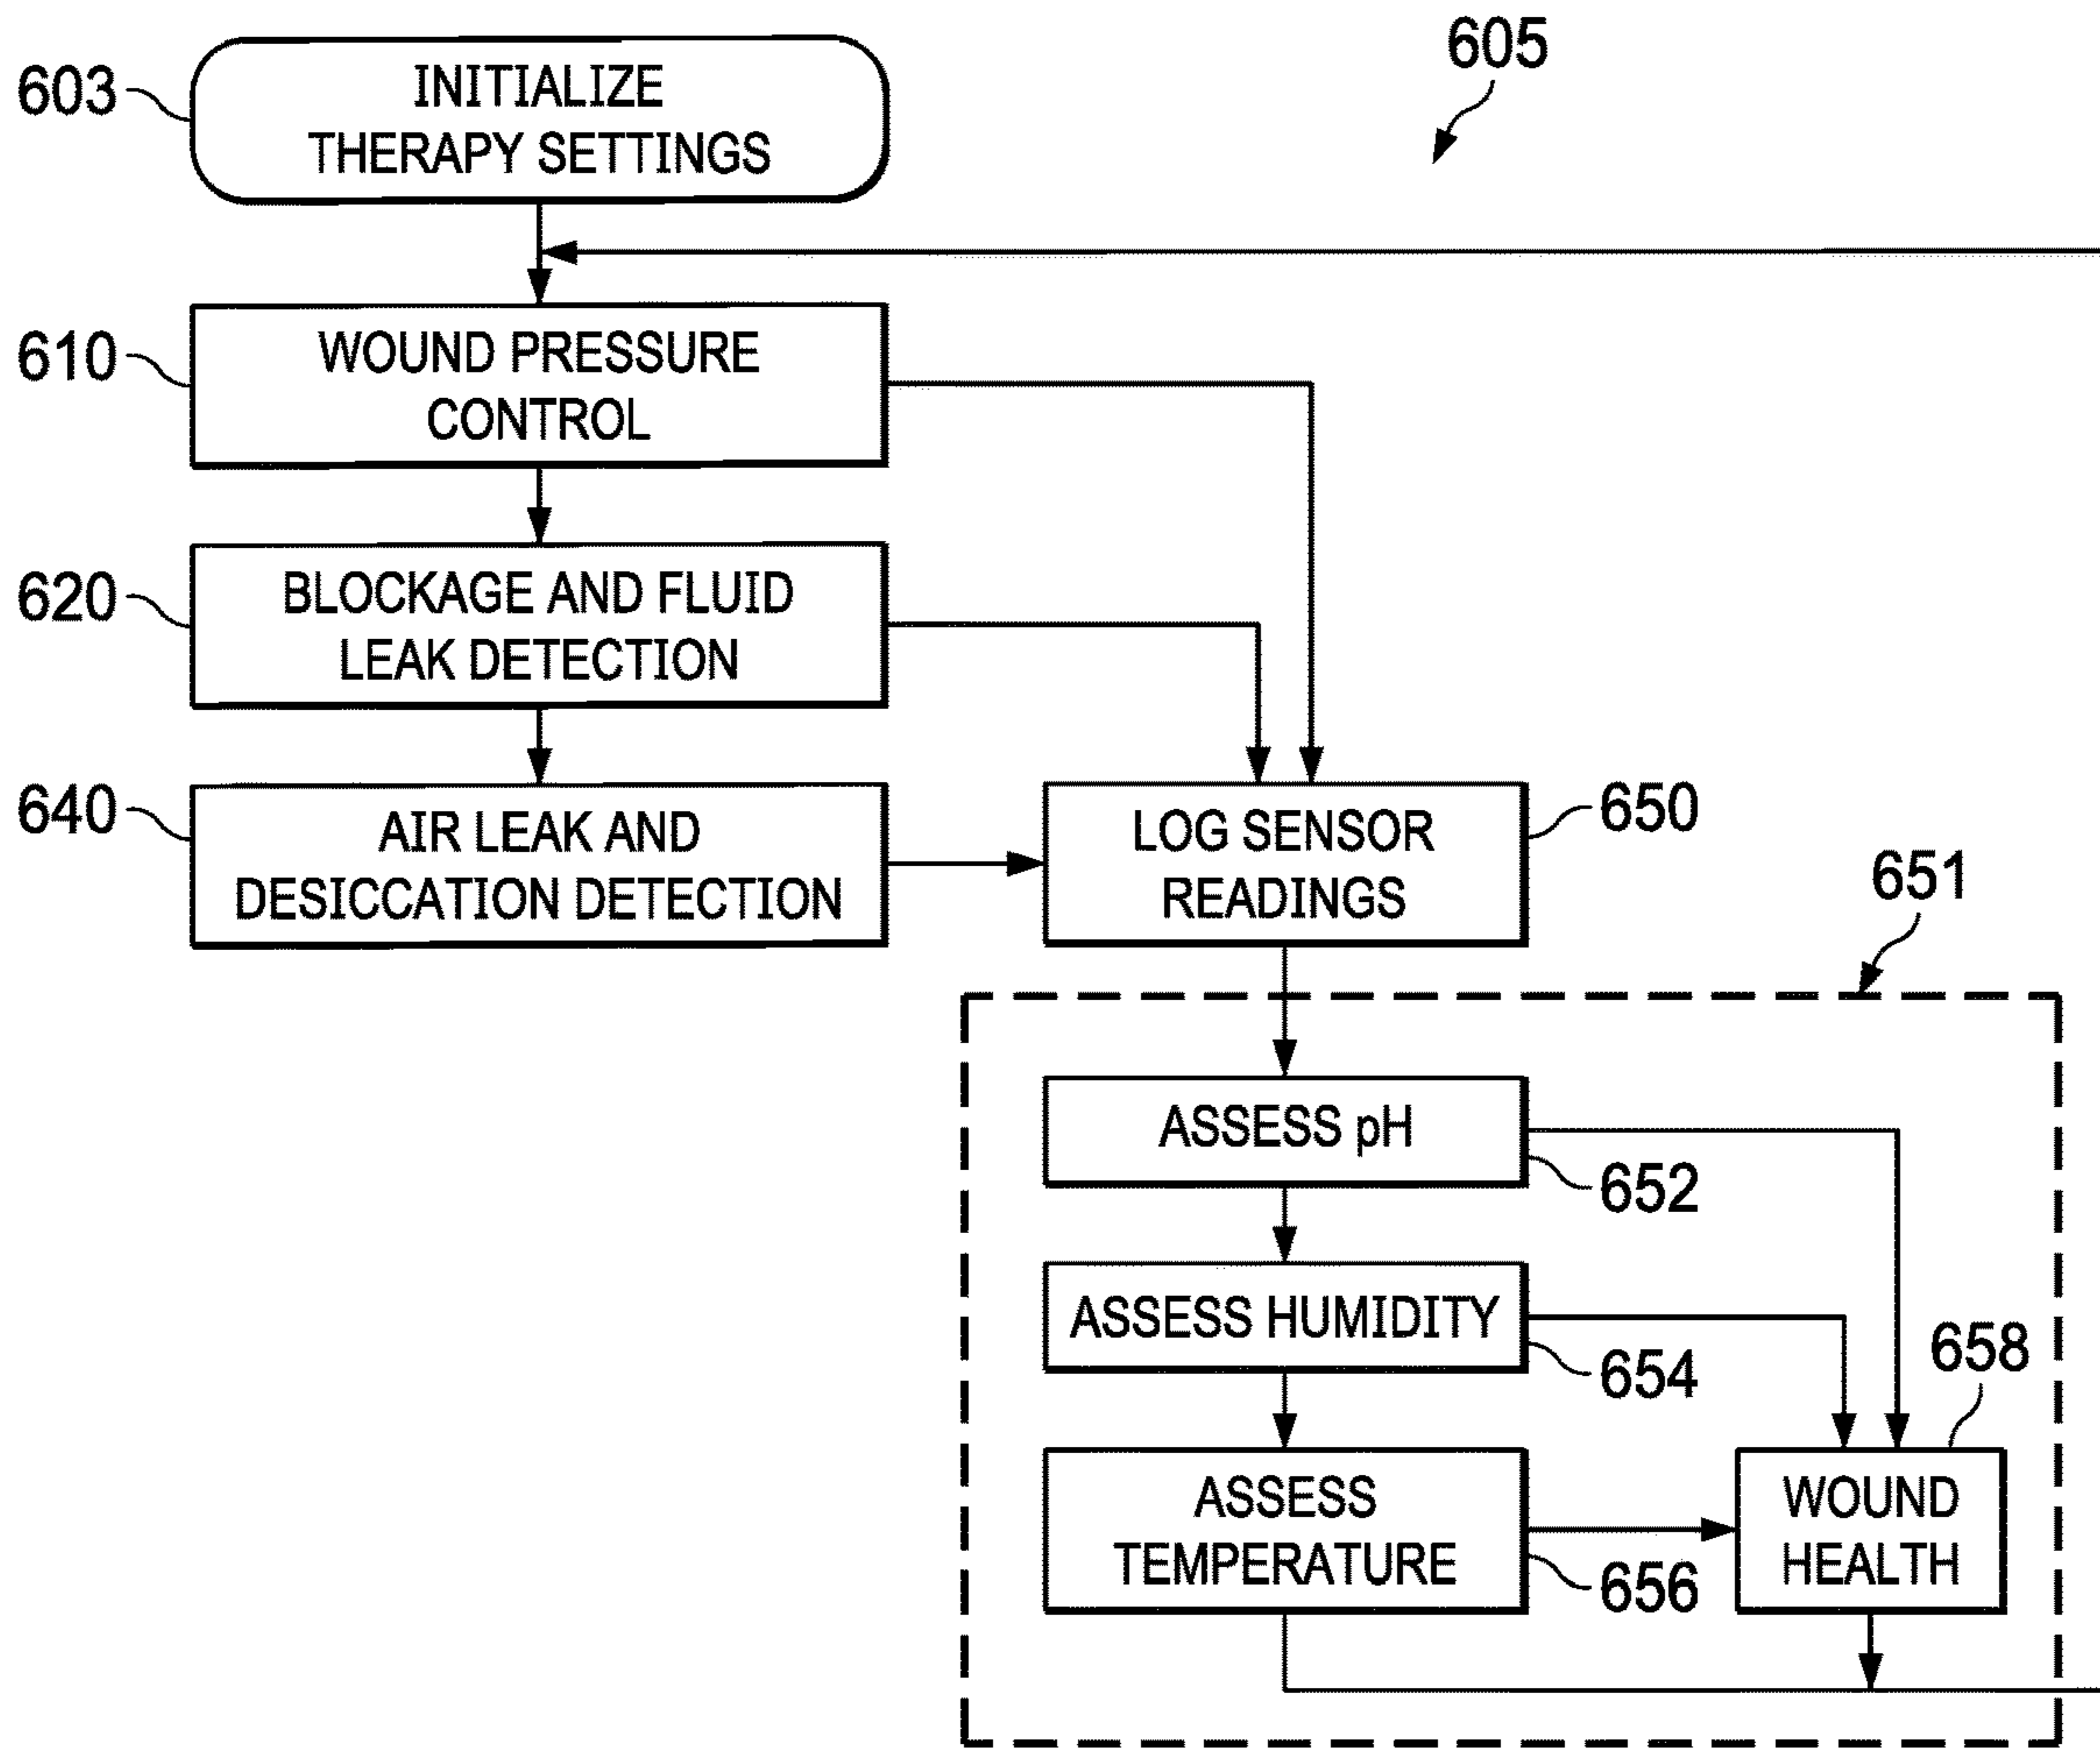 605
603
INITIALIZE
THERAPY SETTINGS
610
WOUND PRESSURE
CONTROL
620
BLOCKAGE AND FLUID
LEAK DETECTION
640
AIR LEAK AND
DESICCATION DETECTION
LOG SENSOR
READINGS
650
651
ASSESS pH
652
ASSESS HUMIDITY
654
658
ASSESS
TEMPERATURE
656
WOUND
HEALTH